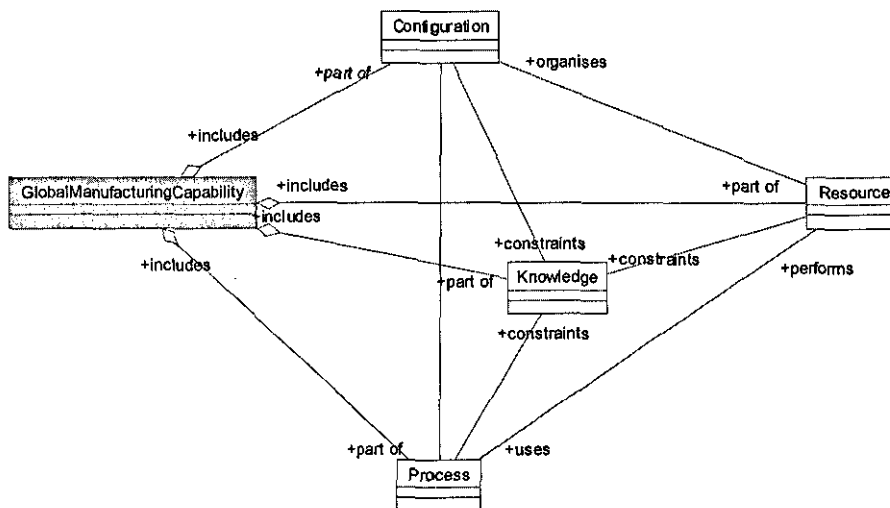 Configuration
+part of
+organises
+includes
GlobalManufacturingCapability
+includes
+part of
Resource
includes
+constraints
+constraints
+includes
+part of
Knowledge
+performs
+constraints
+part of
+uses
Process